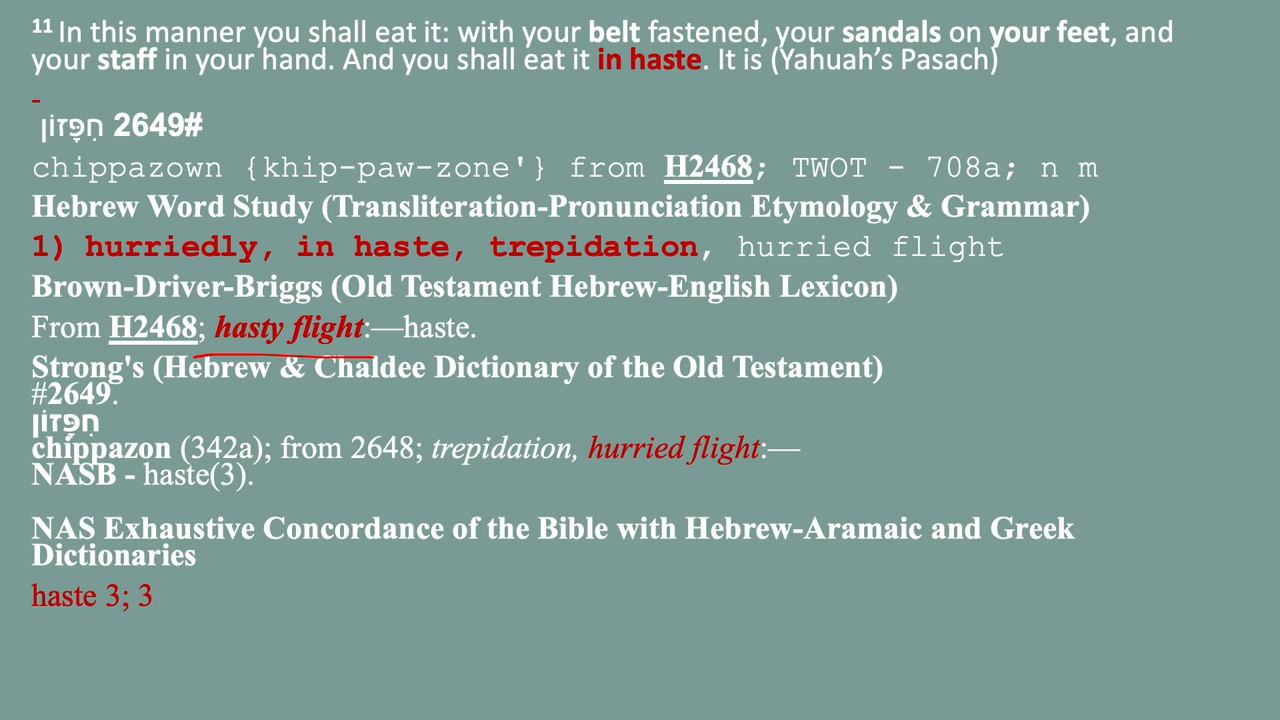 11 In this manner you shall eat it: with your belt fastened, your sandals on your feet, and
your staff in your hand. And you shall eat it in haste. It is (Yahuah’s Pasach)
-
חִפָּזוֹן 2649#
chippazown {khip-paw-zone'} from H2468; TWOT - 708a; n m
Hebrew Word Study (Transliteration-Pronunciation Etymology & Grammar)
1) hurriedly, in haste, trepidation, hurried flight
Brown-Driver-Briggs (Old Testament Hebrew-English Lexicon)
From H2468; hasty flight:—haste.
Strong's (Hebrew & Chaldee Dictionary of the Old Testament)
#2649.
חִפָּזוֹן
chippazon (342a); from 2648; trepidation, hurried flight:—
NASB - haste(3).
NAS Exhaustive Concordance of the Bible with Hebrew-Aramaic and Greek
Dictionaries
haste 3; 3